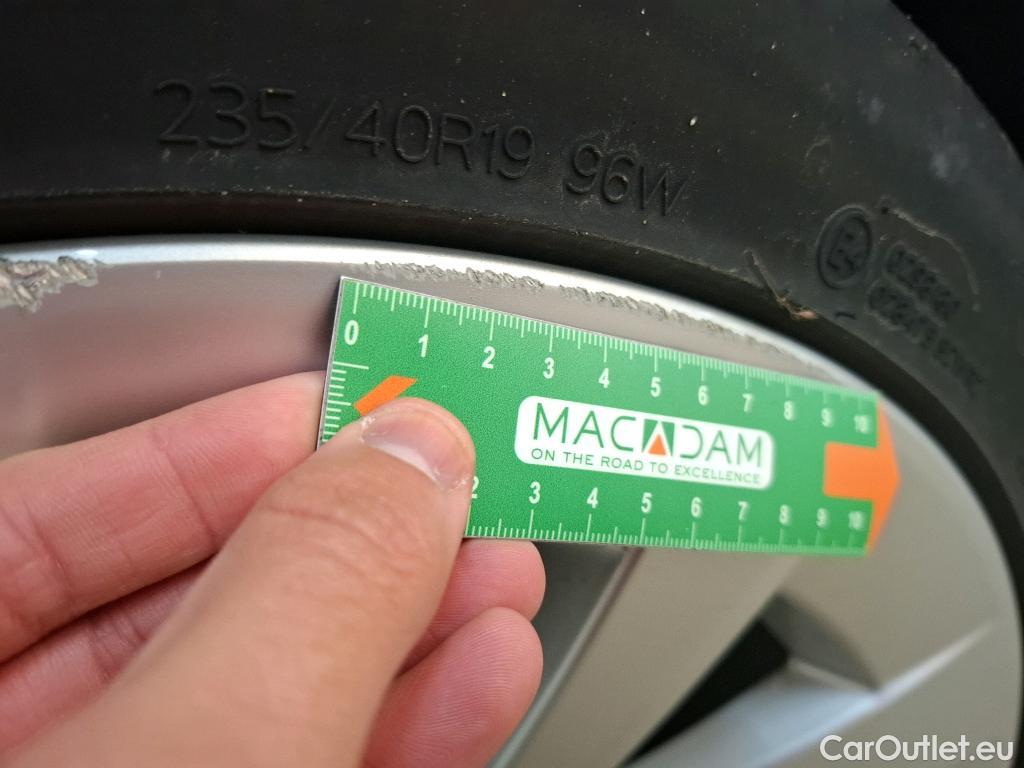 235/40R19 96W
E4
0 1 2 3 4 5 6 7 8 9 10
MACADAM
ON THE ROAD TO EXCELLENCE
2 3 4 5 6 7 8 9 10
CarOutlet.eu